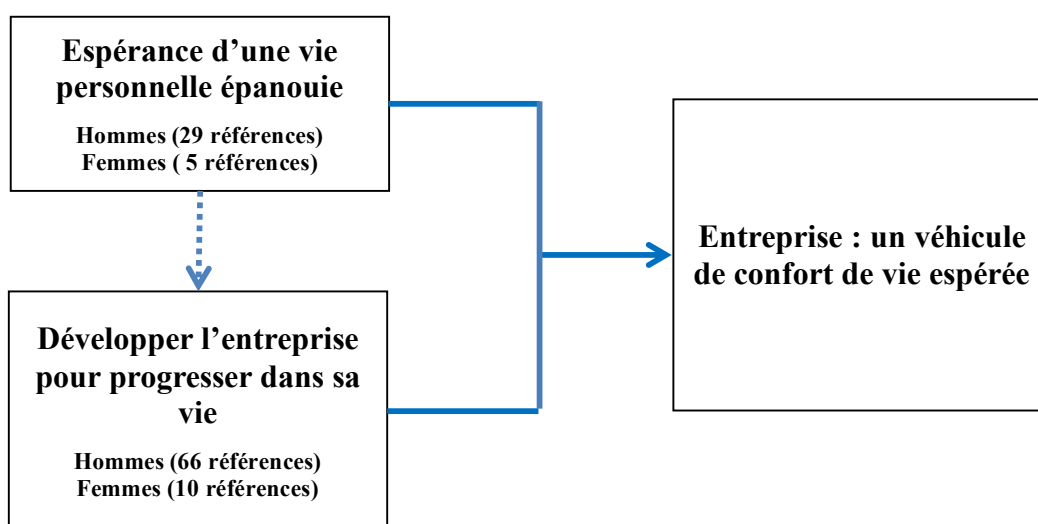 Espérance d’une vie
personnelle épanouie
Hommes (29 références)
Femmes ( 5 références)
Développer l’entreprise
pour progresser dans sa
vie
Hommes (66 références)
Femmes (10 références)
Entreprise : un véhicule
de confort de vie espérée